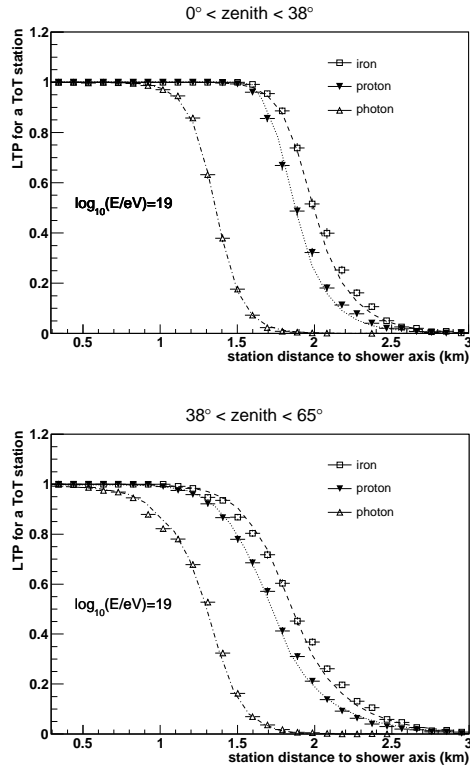 0° < zenith < 38°
LTP for a ToT station
1.2
1
0.8
0.6
0.4
0.2
0
iron
proton
photon
log10(E/eV)=19
0.5
1
1.5
2
2.5
3
station distance to shower axis (km)
38° < zenith < 65°
LTP for a ToT station
1.2
1
0.8
0.6
0.4
0.2
0
iron
proton
photon
log10(E/eV)=19
0.5
1
1.5
2
2.5
3
station distance to shower axis (km)